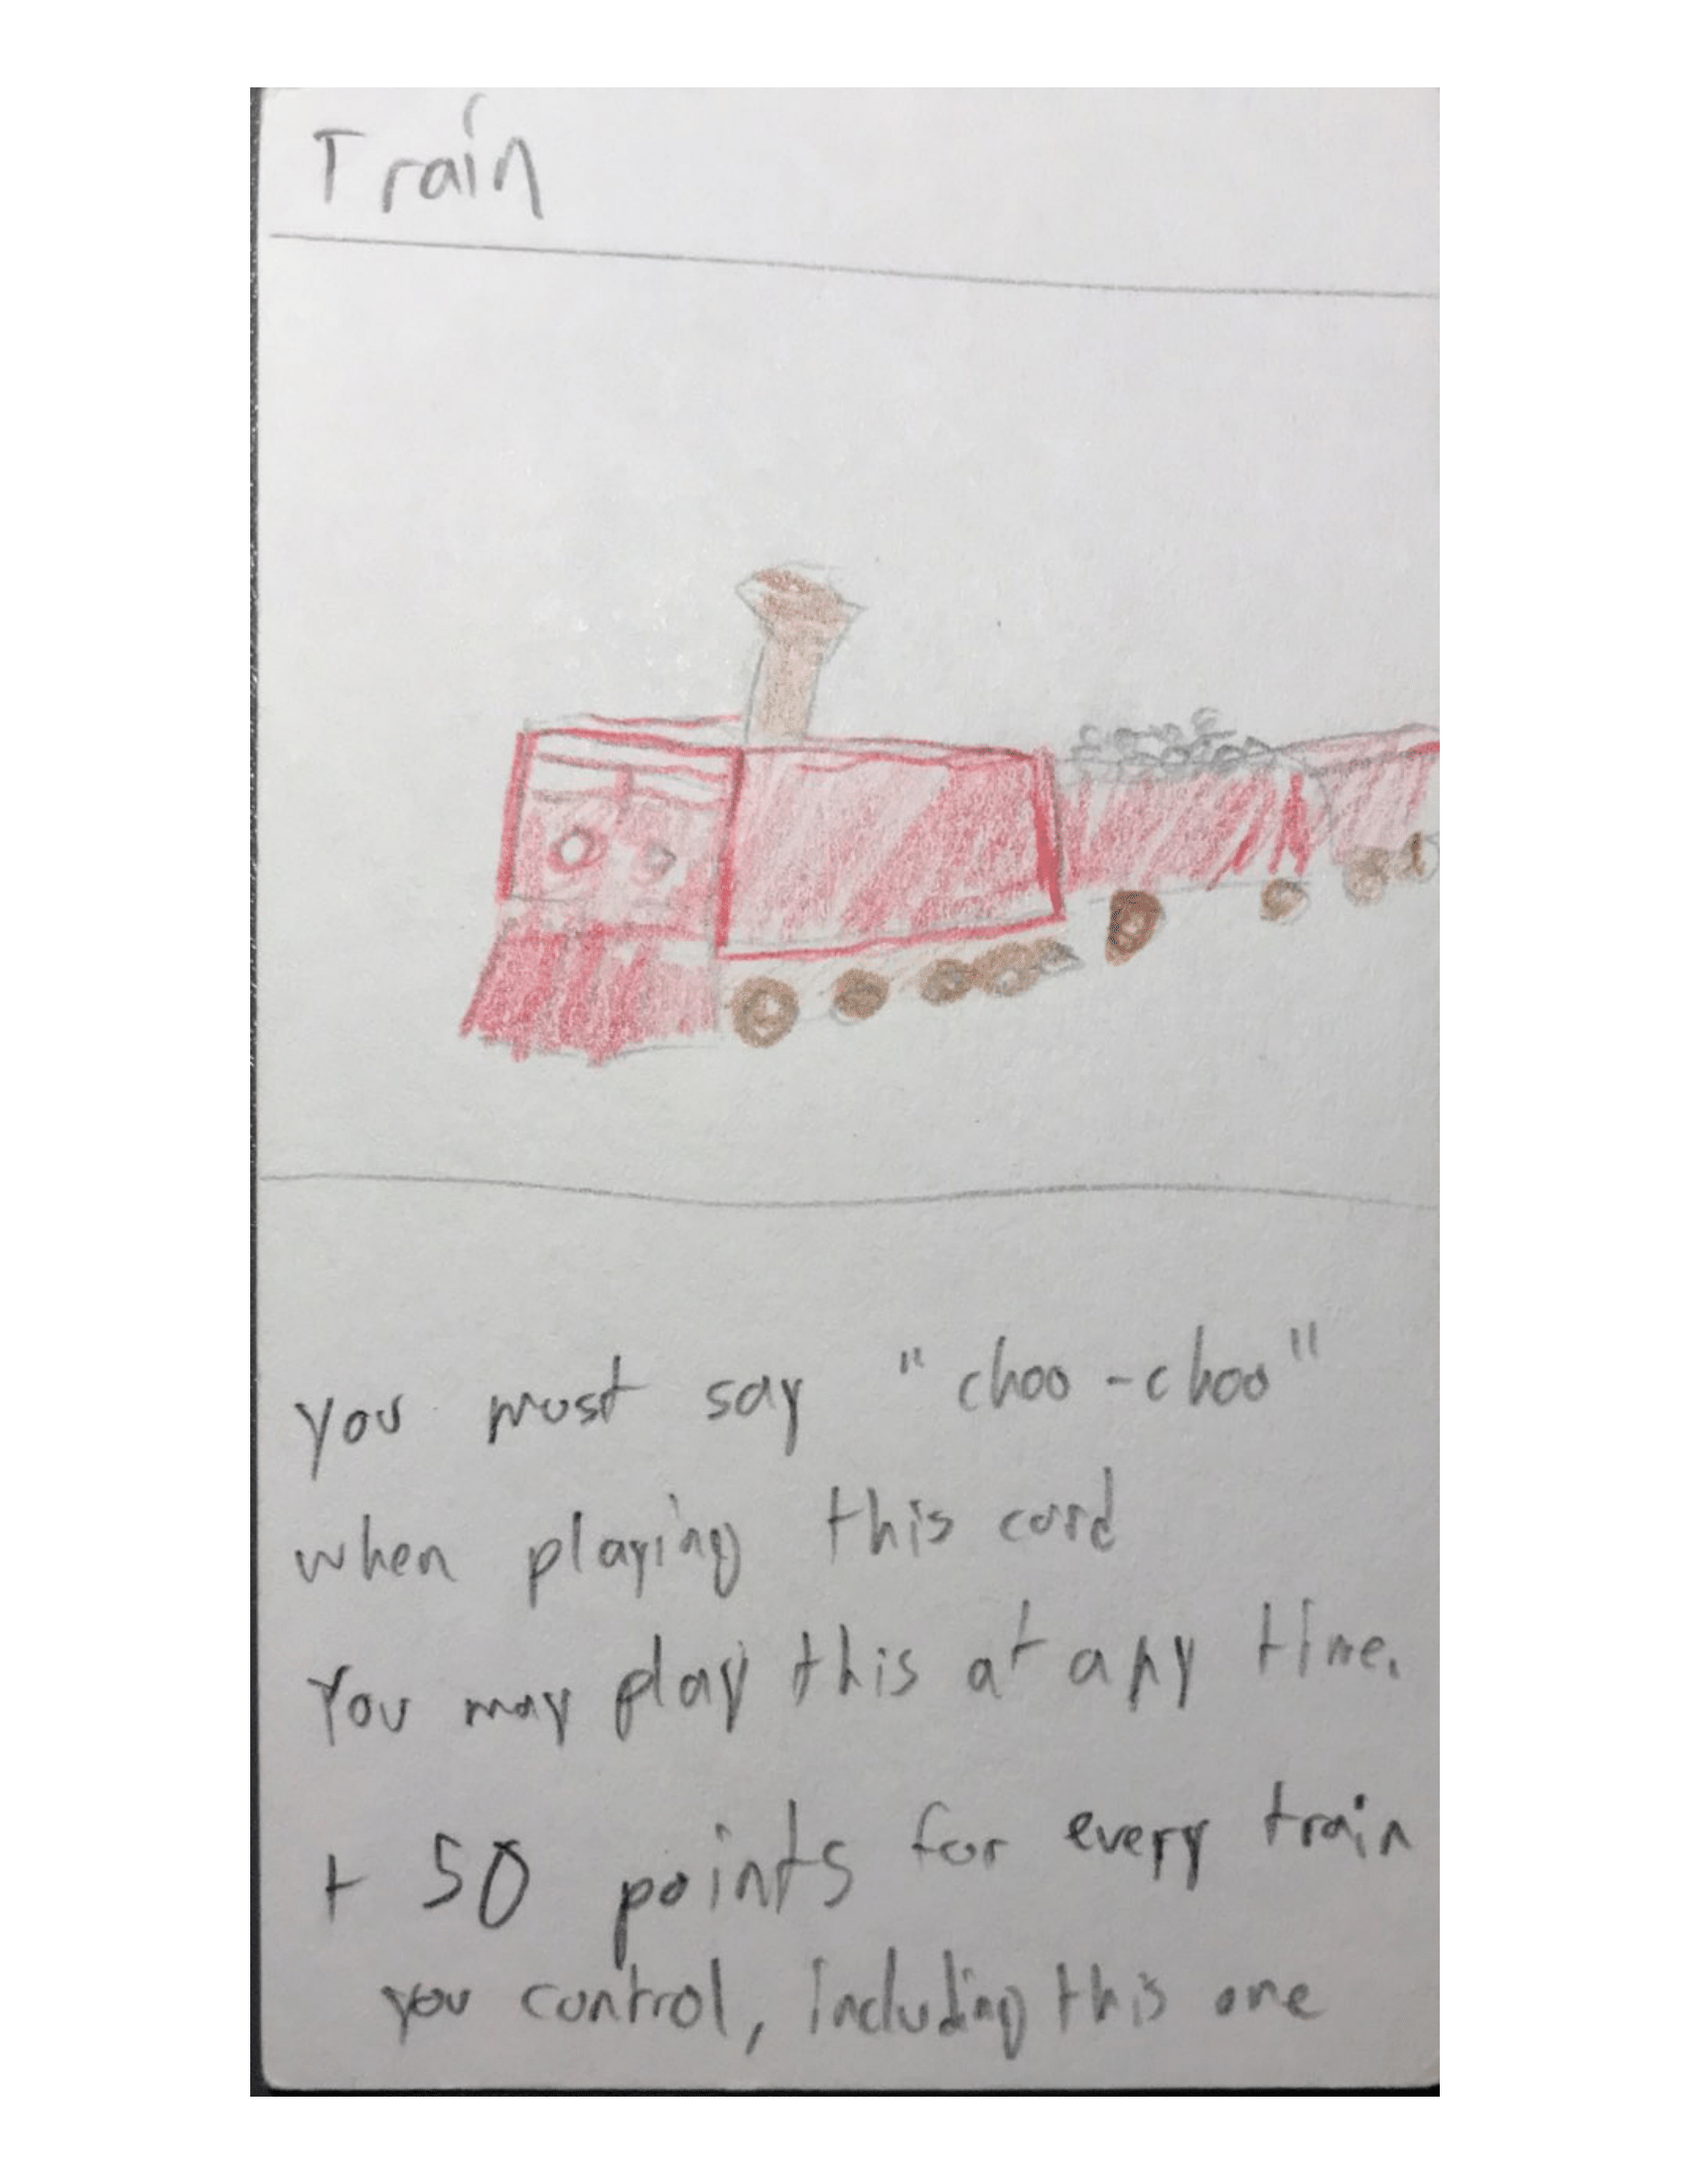 Train
you must say "choo-choo"
when playing this card
You may play this at any time.
+ 50 points for every train
you control, including this one